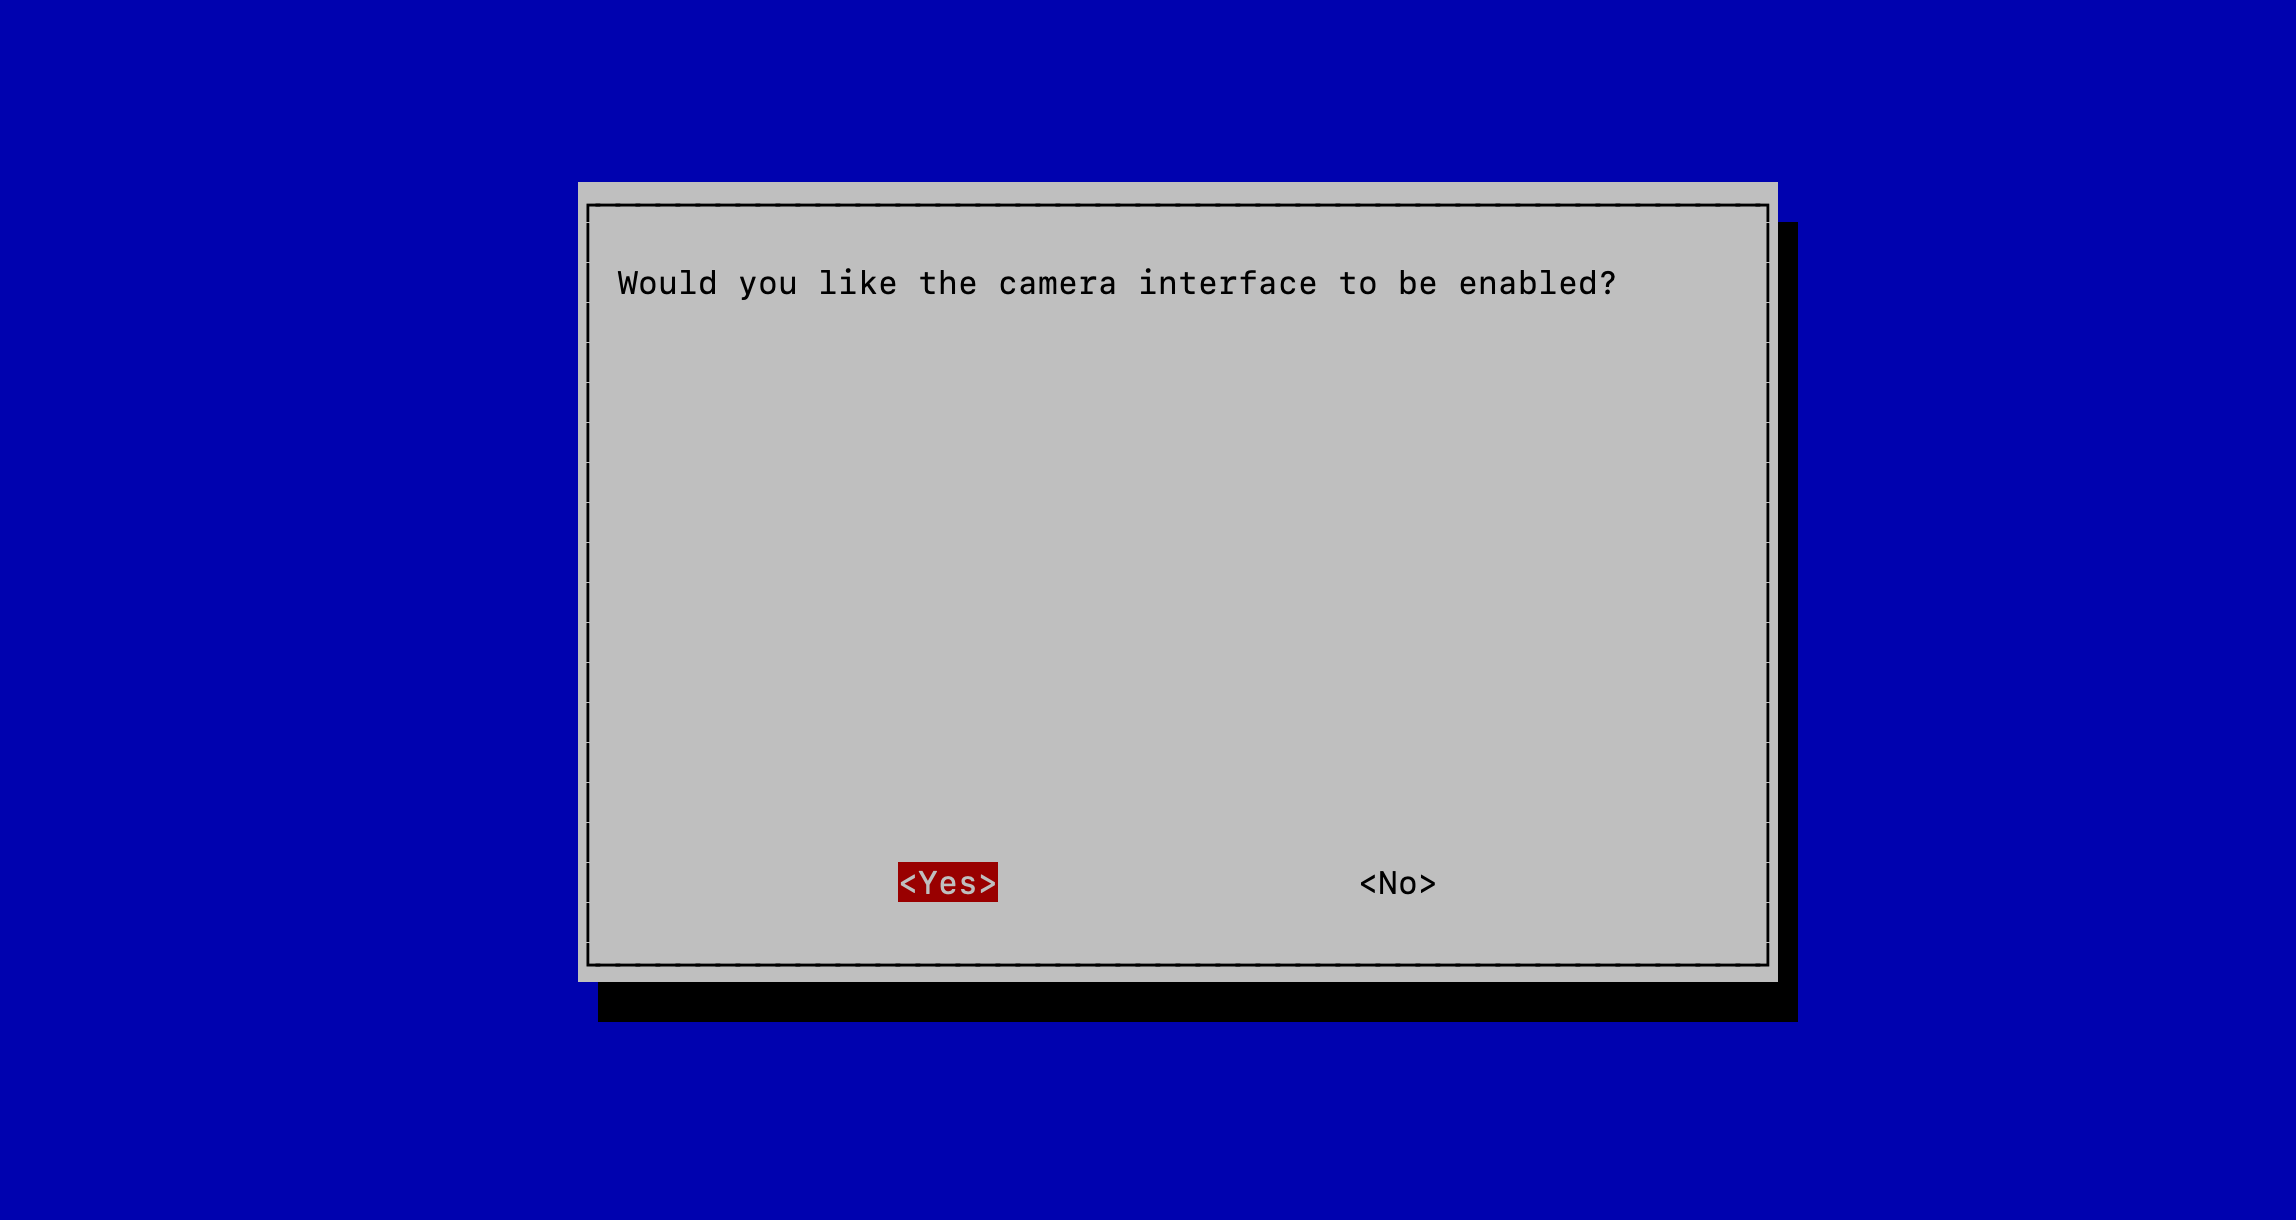 Would you like the camera interface to be enabled?
<Yes> <No>